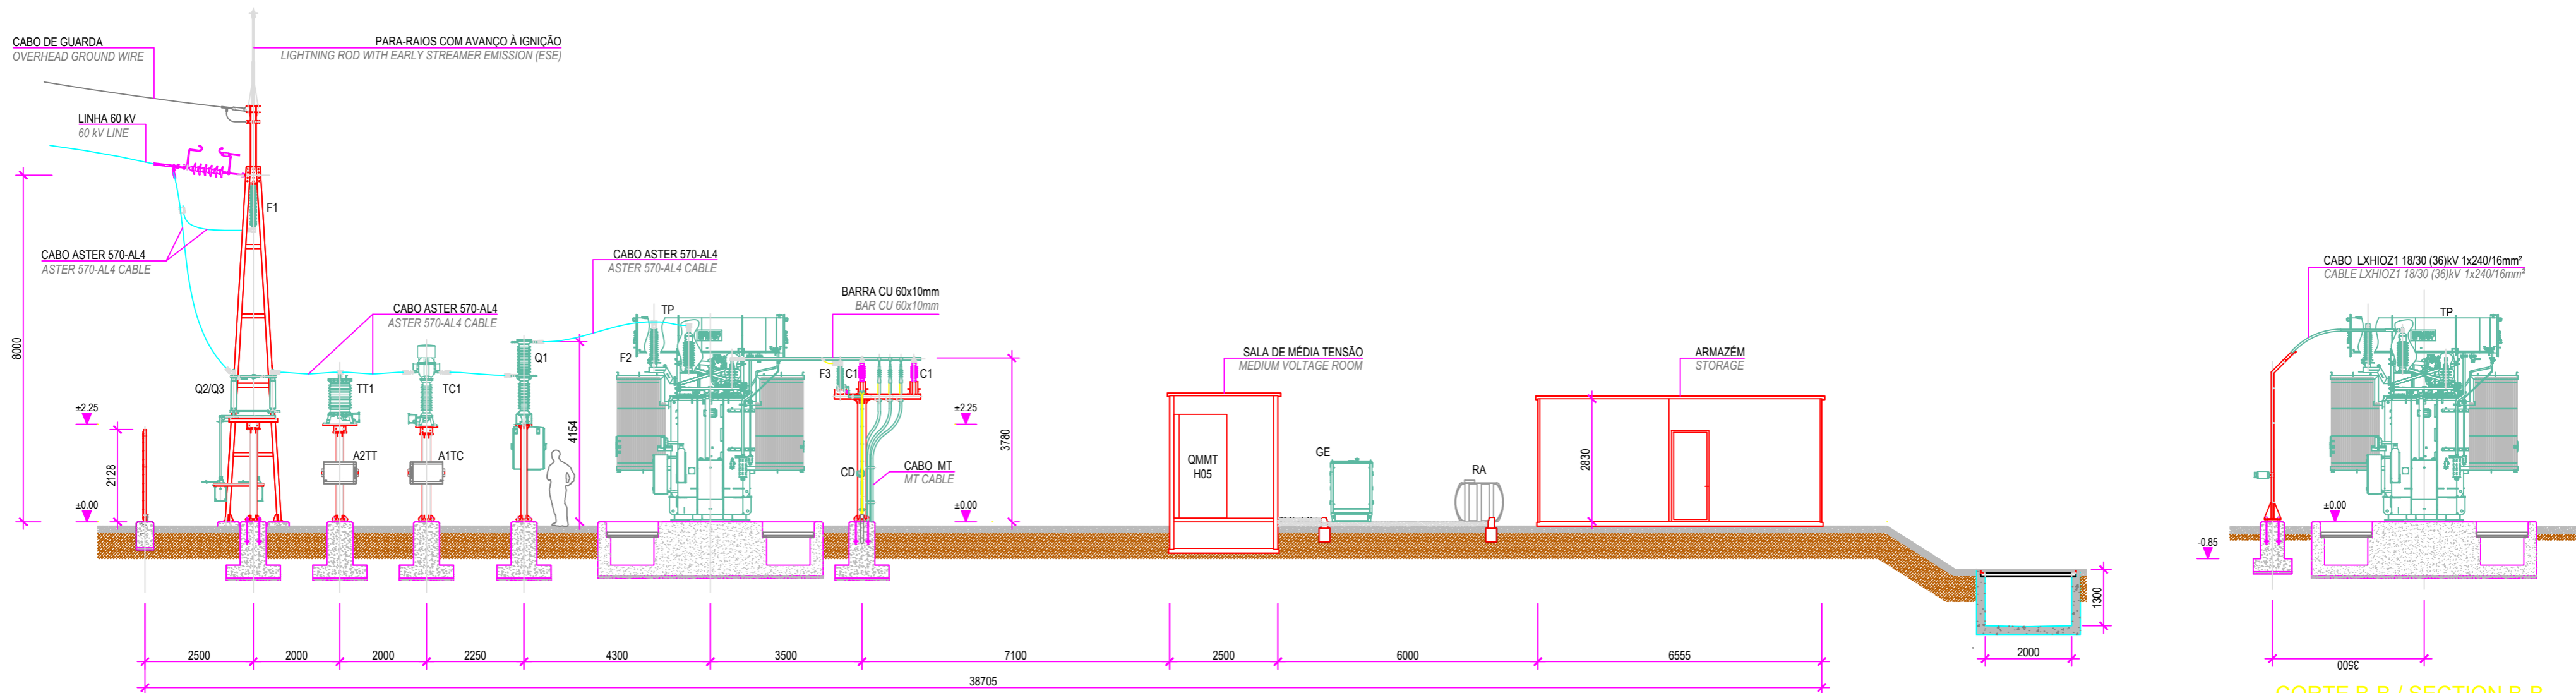 CABO DE GUARDA
OVERHEAD GROUND WIRE
PARA-RAIOS COM AVANÇO À IGNIÇÃO
LIGHTNING ROD WITH EARLY STREAMER EMISSION (ESE)
LINHA 60 kV
60 kV LINE
F1
CABO ASTER 570-AL4
ASTER 570-AL4 CABLE
CABO ASTER 570-AL4
ASTER 570-AL4 CABLE
CABO ASTER 570-AL4
ASTER 570-AL4 CABLE
BARRA CU 60x10mm
BAR CU 60x10mm
8000
Q2/Q3
TT1
TC1
Q1
F2
TP
F3
C1
C1
±2.25
2128
±0.00
A2TT
A1TC
4154
CD
CABO MT
MT CABLE
±2.25
±0.00
3780
SALA DE MÉDIA TENSÃO
MEDIUM VOLTAGE ROOM
QMMT
H05
GE
RA
ARMAZÉM
STORAGE
2830
1300
2000
2500
2000
2000
2250
4300
3500
7100
2500
6000
6555
38705
CABO LXHIOZ1 18/30 (36)kV 1x240/16mm²
CABLE LXHIOZ1 18/30 (36)kV 1x240/16mm²
TP
±0.00
-0.85
3500
CORTE B-B / SECTION B-B